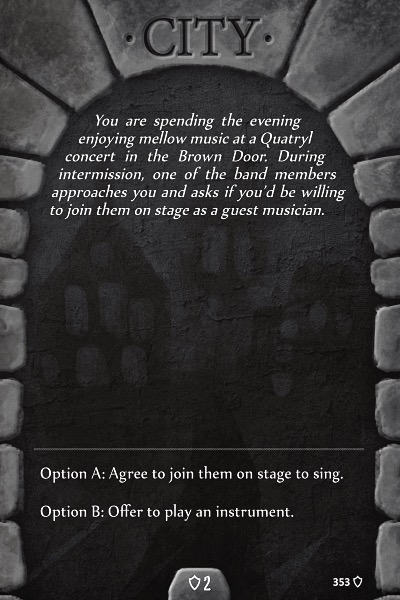 · CITY ·
You are spending the evening
enjoying mellow music at a Quatryl
concert in the Brown Door. During
intermission, one of the band members
approaches you and asks if you'd be willing
to join them on stage as a guest musician.
Option A: Agree to join them on stage to sing.
Option B: Offer to play an instrument.
2
353